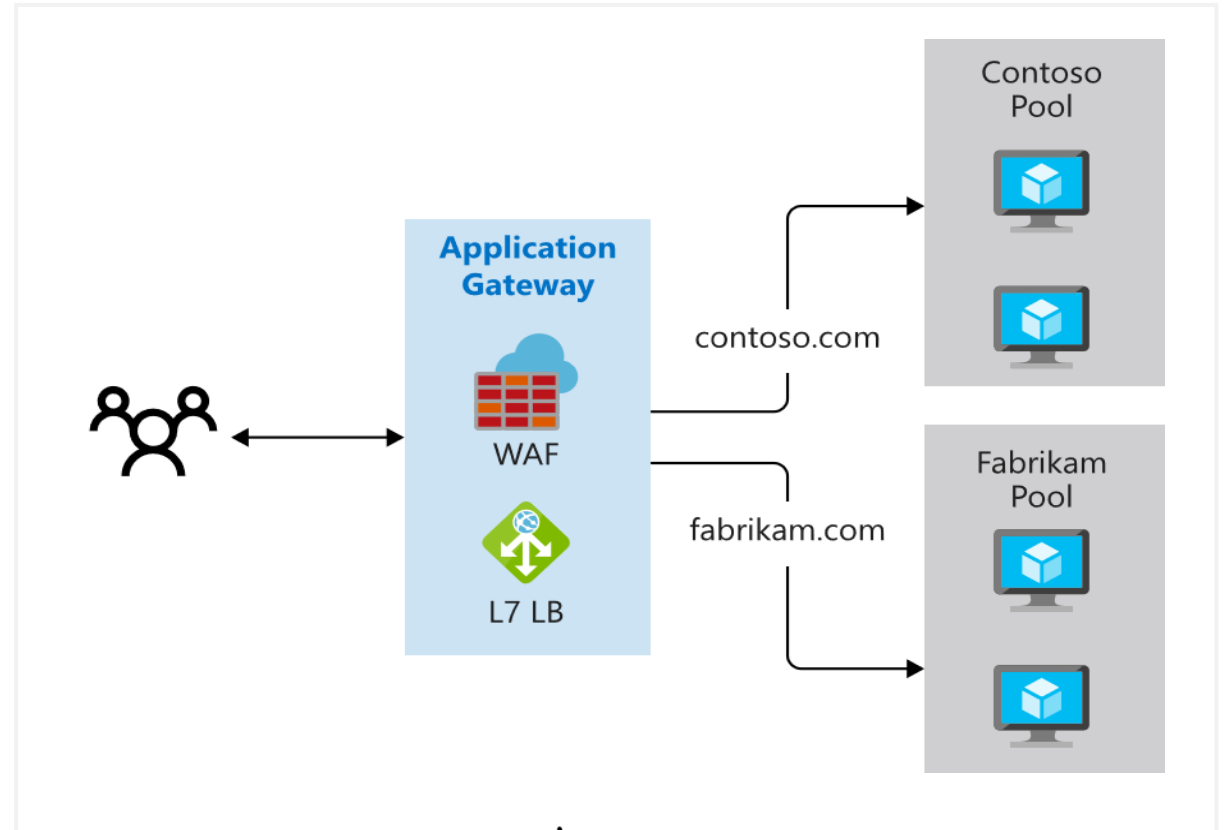 Contoso
Pool
Application
Gateway
contoso.com
WAF
Fabrikam
Pool
fabrikam.com
L7 LB